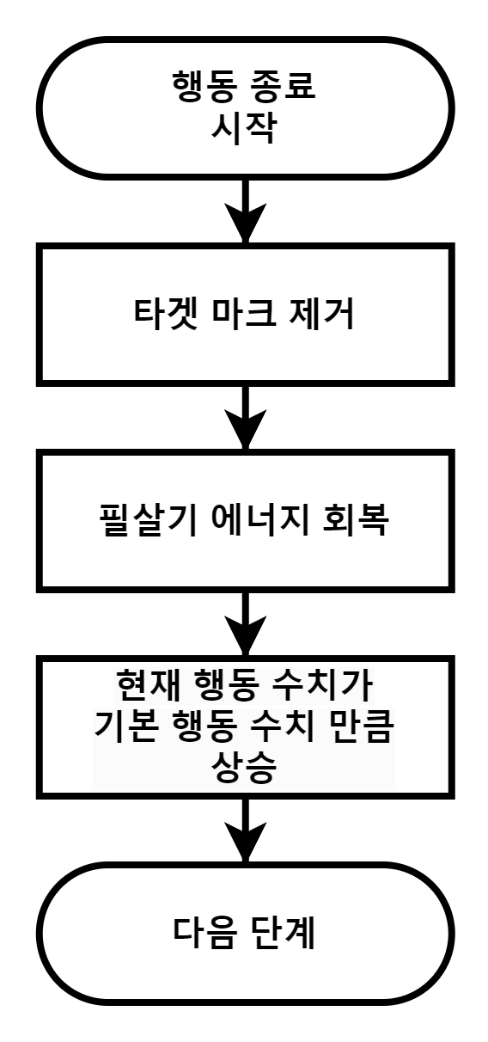 행동 종료
시작
타겟 마크 제거
필살기 에너지 회복
현재 행동 수치가
기본 행동 수치 만큼
상승
다음 단계